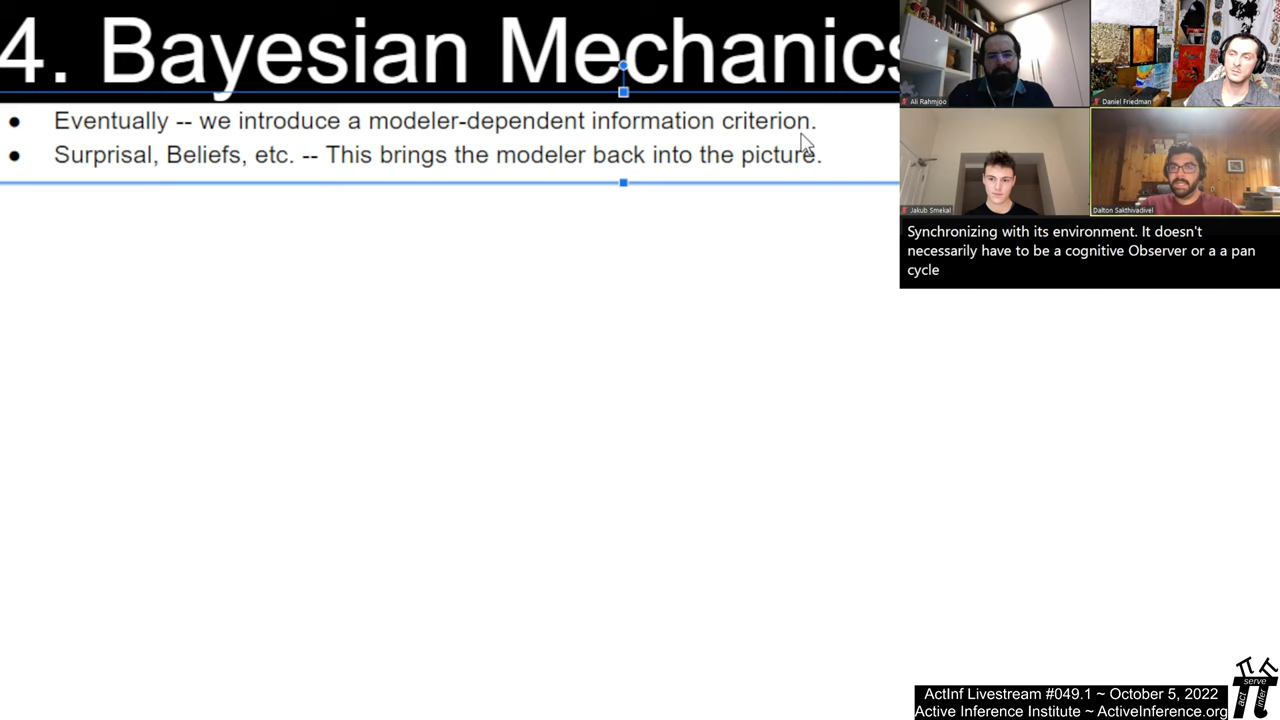 4. Bayesian Mechanics
● Eventually -- we introduce a modeler-dependent information criterion.
● Surprisal, Beliefs, etc. -- This brings the modeler back into the picture.
Ali Rahmjoo
Daniel Friedman
Jakub Smekal
Dalton Sakthivadivel
Synchronizing with its environment. It doesn't
necessarily have to be a cognitive Observer or a a pan
cycle
ActInf Livestream #049.1 ~ October 5, 2022
Active Inference Institute ~ ActiveInference.org
π π
serve
π
act
infer